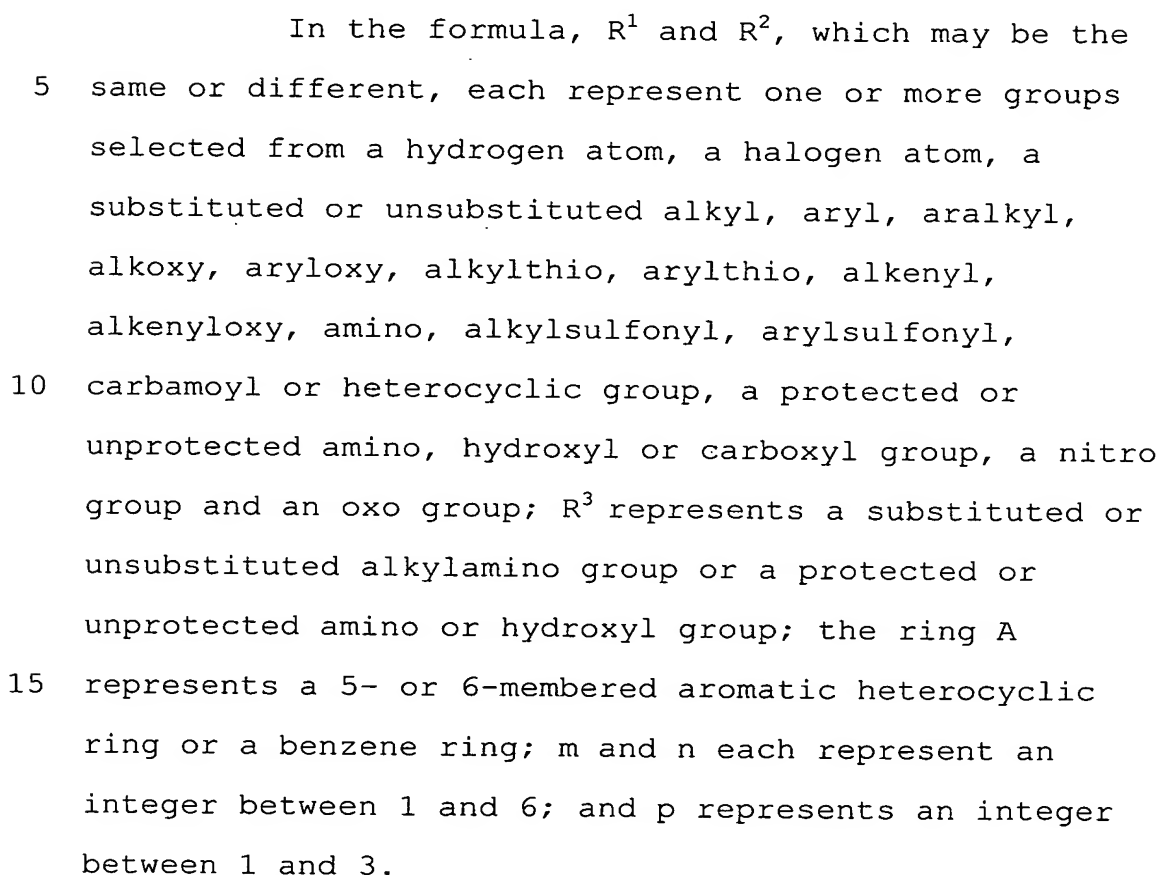 In the formula, R¹ and R², which may be the
5 same or different, each represent one or more groups
selected from a hydrogen atom, a halogen atom, a
substituted or unsubstituted alkyl, aryl, aralkyl,
alkoxy, aryloxy, alkylthio, arylthio, alkenyl,
alkenyloxy, amino, alkylsulfonyl, arylsulfonyl,
10 carbamoyl or heterocyclic group, a protected or
unprotected amino, hydroxyl or carboxyl group, a nitro
group and an oxo group; R³ represents a substituted or
unsubstituted alkylamino group or a protected or
unprotected amino or hydroxyl group; the ring A
15 represents a 5- or 6-membered aromatic heterocyclic
ring or a benzene ring; m and n each represent an
integer between 1 and 6; and p represents an integer
between 1 and 3.